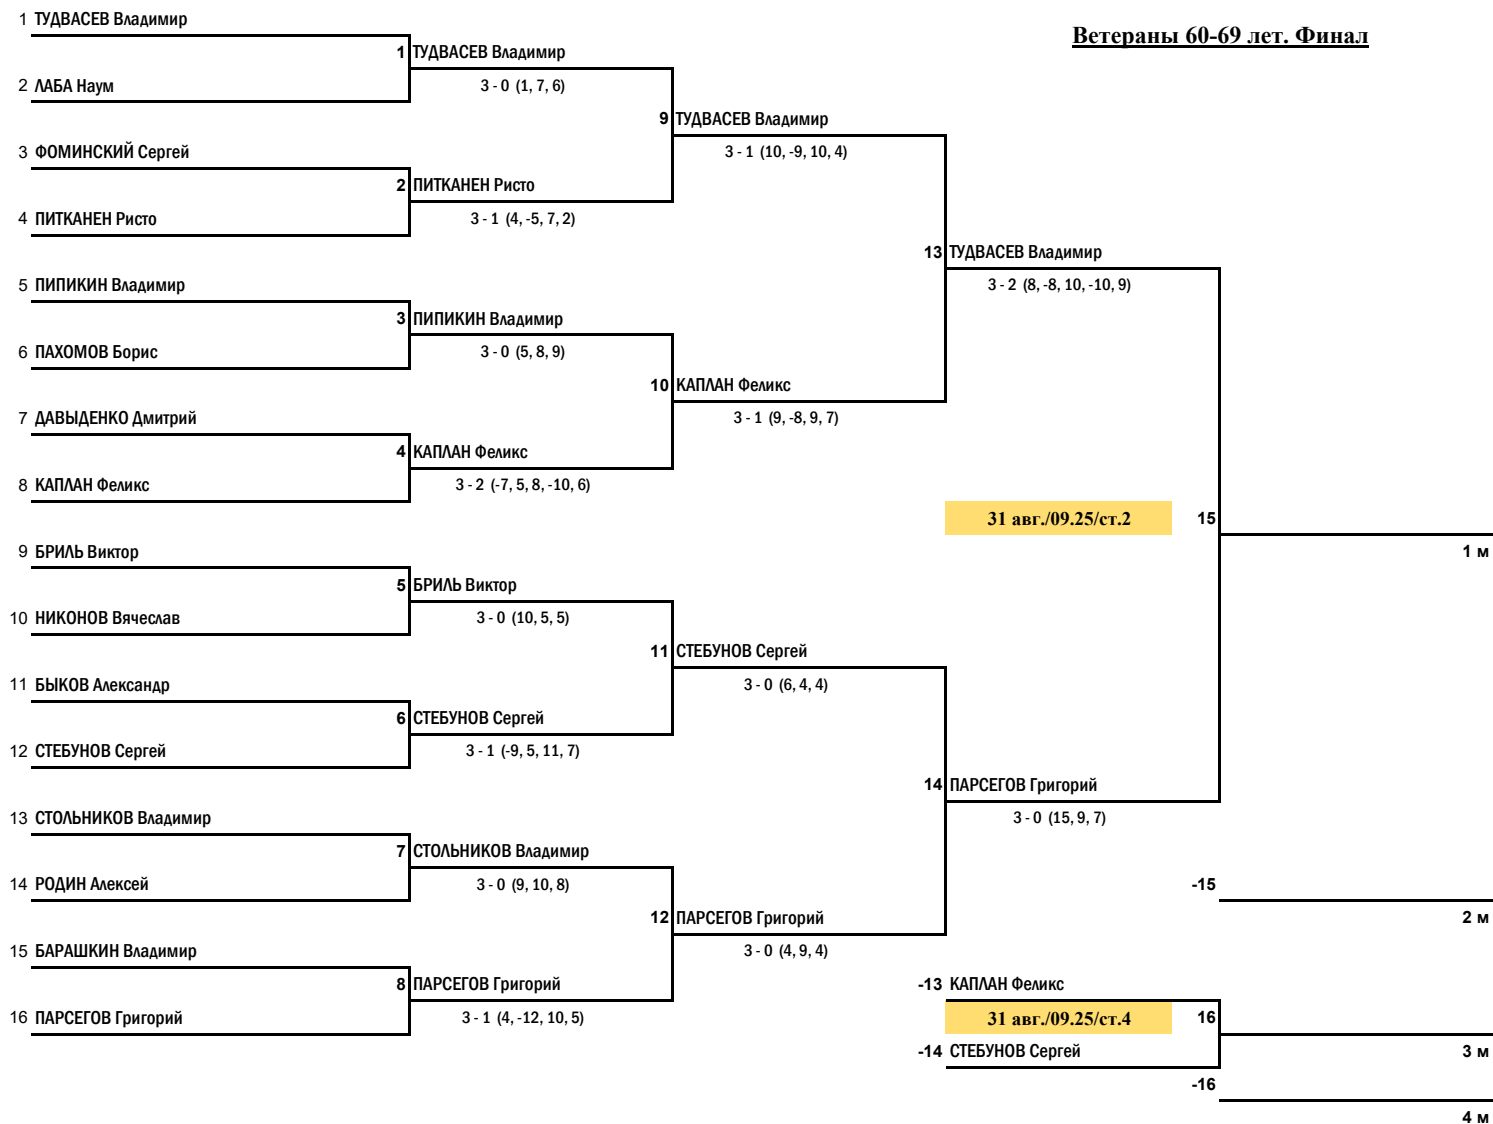 1 ТУДВАСЕВ Владимир
Ветераны 60-69 лет. Финал
1 ТУДВАСЕВ Владимир
2 ЛАБА Наум
3 - 0 (1, 7, 6)
9 ТУДВАСЕВ Владимир
3 ФОМИНСКИЙ Сергей
3 - 1 (10, -9, 10, 4)
2 ПИТКАНЕН Ристо
4 ПИТКАНЕН Ристо
3 - 1 (4, -5, 7, 2)
13 ТУДВАСЕВ Владимир
5 ПИПИКИН Владимир
3 - 2 (8, -8, 10, -10, 9)
3 ПИПИКИН Владимир
6 ПАХОМОВ Борис
3 - 0 (5, 8, 9)
10 КАПЛАН Феликс
7 ДАВЫДЕНКО Дмитрий
3 - 1 (9, -8, 9, 7)
4 КАПЛАН Феликс
8 КАПЛАН Феликс
3 - 2 (-7, 5, 8, -10, 6)
31 авг./09.25/ст.2
15
9 БРИЛЬ Виктор
1 м
5 БРИЛЬ Виктор
10 НИКОНОВ Вячеслав
3 - 0 (10, 5, 5)
11 СТЕБУНОВ Сергей
11 БЫКОВ Александр
3 - 0 (6, 4, 4)
6 СТЕБУНОВ Сергей
12 СТЕБУНОВ Сергей
3 - 1 (-9, 5, 11, 7)
14 ПАРСЕГОВ Григорий
13 СТОЛЬНИКОВ Владимир
3 - 0 (15, 9, 7)
7 СТОЛЬНИКОВ Владимир
14 РОДИН Алексей
3 - 0 (9, 10, 8)
-15
12 ПАРСЕГОВ Григорий
2 м
15 БАРАШКИН Владимир
3 - 0 (4, 9, 4)
8 ПАРСЕГОВ Григорий
-13 КАПЛАН Феликс
16 ПАРСЕГОВ Григорий
3 - 1 (4, -12, 10, 5)
31 авг./09.25/ст.4
16
-14 СТЕБУНОВ Сергей
3 м
-16
4 м